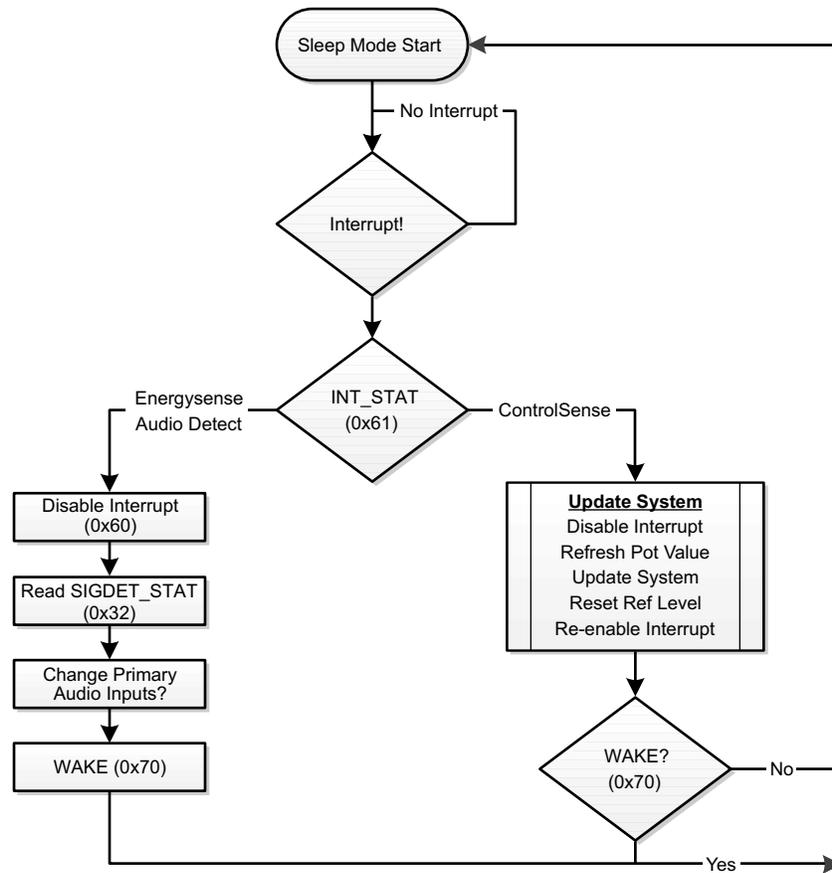 Sleep Mode Start
No Interrupt
Interrupt!
INT_STAT
(0x61)
Energysense
Audio Detect
ControlSense
Disable Interrupt
(0x60)
Read SIGDET_STAT
(0x32)
Change Primary
Audio Inputs?
WAKE (0x70)
Update System
Disable Interrupt
Refresh Pot Value
Update System
Reset Ref Level
Re-enable Interrupt
WAKE?
(0x70)
No
Yes